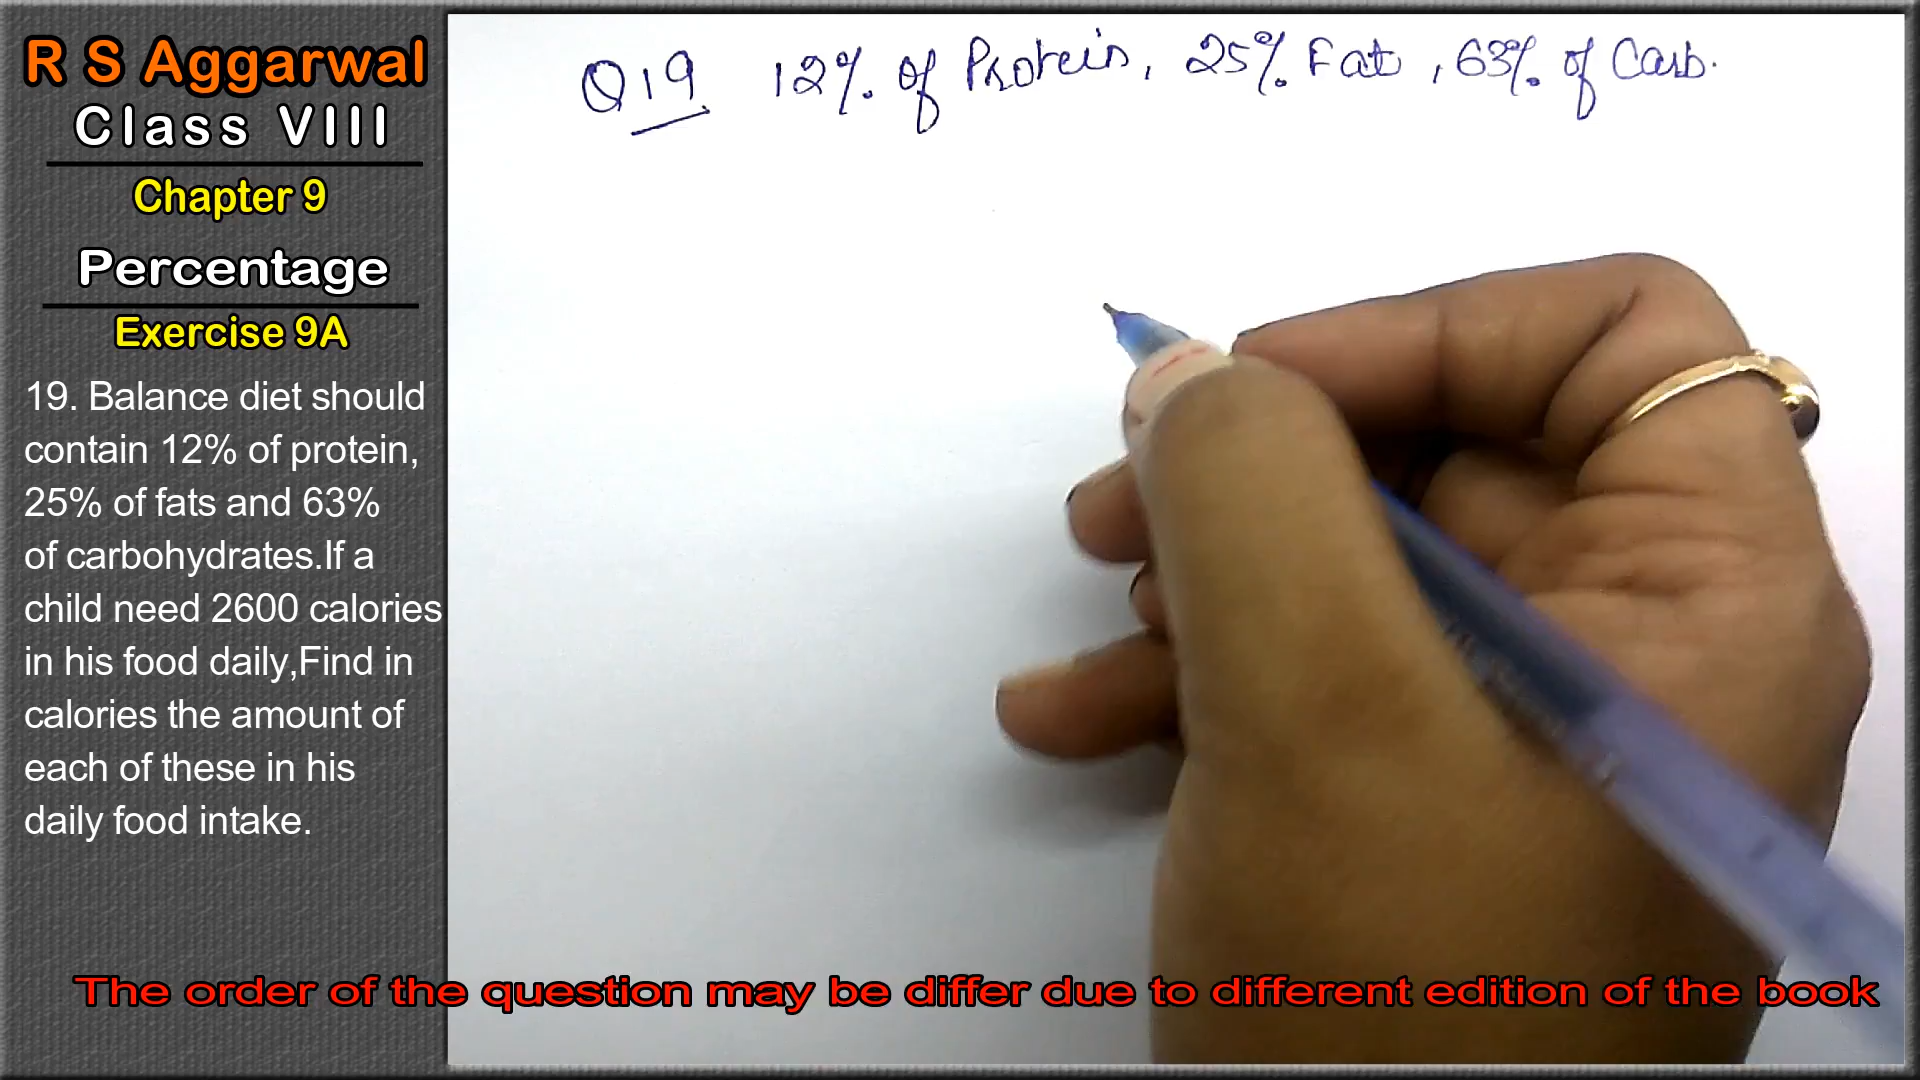 R S Aggarwal
Class VIII
Chapter 9
Percentage
Exercise 9A
19. Balance diet should
contain 12% of protein,
25% of fats and 63%
of carbohydrates.If a
child need 2600 calories
in his food daily,Find in
calories the amount of
each of these in his
daily food intake.
Q19 12% of Protein, 25% Fat, 63% of Carb.
The order of the question may be differ due to different edition of the book